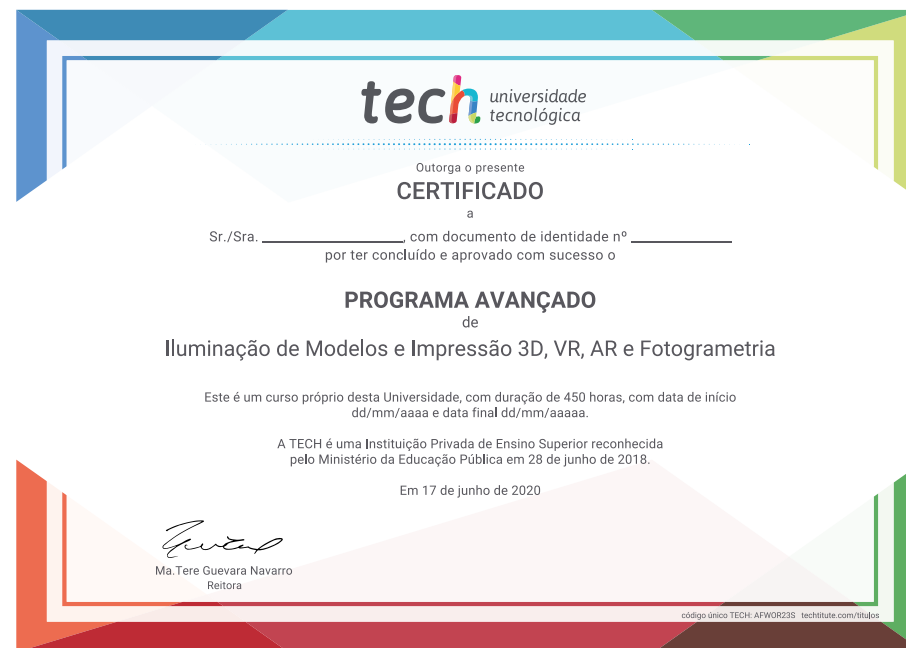 tech universidade
tecnológica
Outorga o presente
CERTIFICADO
a
Sr./Sra. ____________________, com documento de identidade nº ______________
por ter concluído e aprovado com sucesso o
PROGRAMA AVANÇADO
de
Iluminação de Modelos e Impressão 3D, VR, AR e Fotogrametria
Este é um curso próprio desta Universidade, com duração de 450 horas, com data de início
dd/mm/aaaa e data final dd/mm/aaaaa.
A TECH é uma Instituição Privada de Ensino Superior reconhecida
pelo Ministério da Educação Pública em 28 de junho de 2018.
Em 17 de junho de 2020
Ma.Tere Guevara Navarro
Reitora
código único TECH: AFWOR23S techtitute.com/titulos